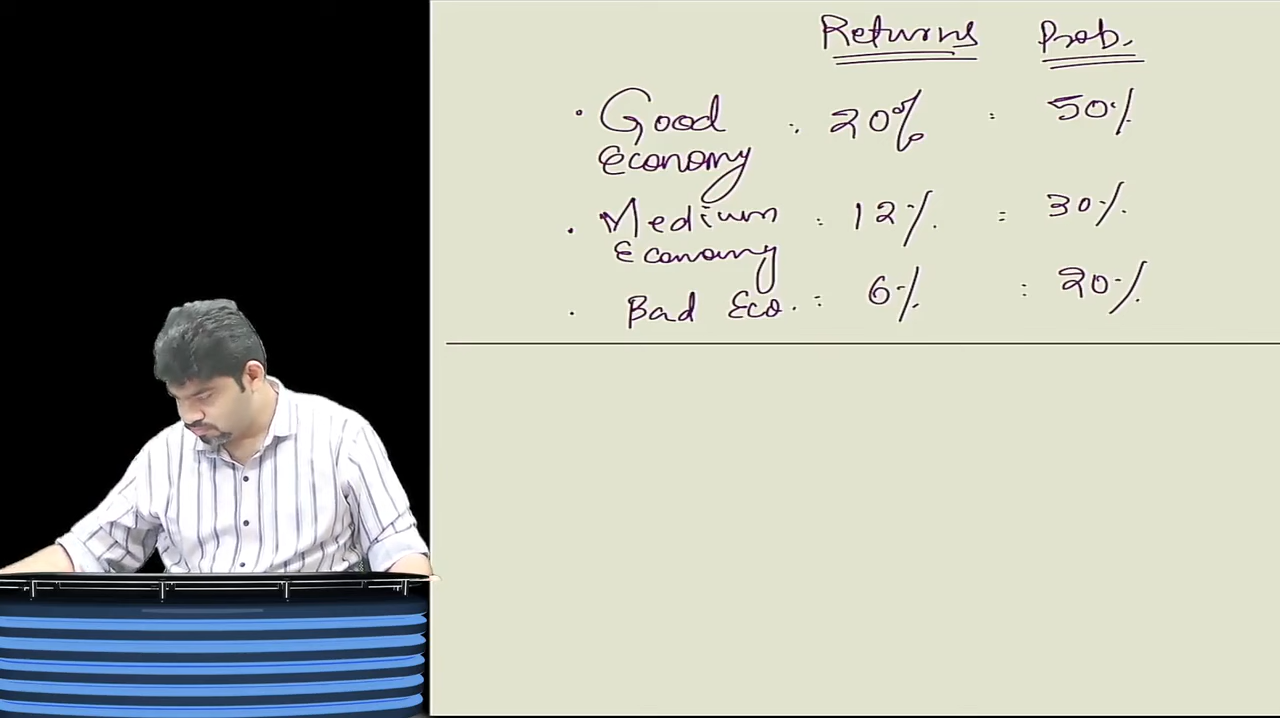 Returns Prob.
· Good : 20% : 50%
Economy
· Medium : 12% : 30%
Economy
· Bad Eco. : 6% : 20%